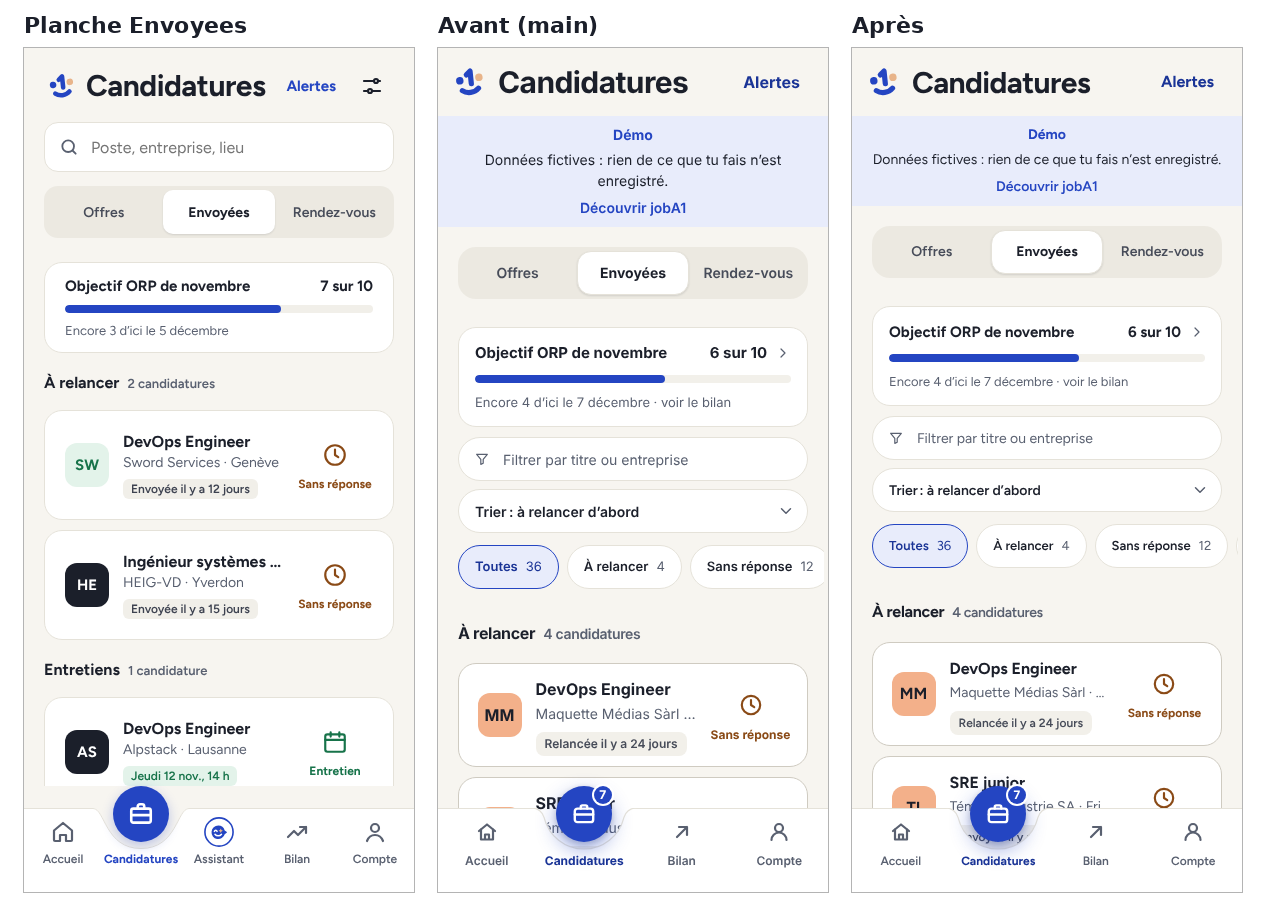 Planche Envoyees
Candidatures
Alertes
Poste, entreprise, lieu
Offres
Envoyées
Rendez-vous
Objectif ORP de novembre
7 sur 10
Encore 3 d’ici le 5 décembre
À relancer 2 candidatures
SW
DevOps Engineer
Sword Services · Genève
Envoyée il y a 12 jours
Sans réponse
HE
Ingénieur systèmes ...
HEIG-VD · Yverdon
Envoyée il y a 15 jours
Sans réponse
Entretiens 1 candidature
AS
DevOps Engineer
Alpstack · Lausanne
Jeudi 12 nov., 14 h
Entretien
Accueil
Candidatures
Assistant
Bilan
Compte
Avant (main)
Candidatures
Alertes
Démo
Données fictives : rien de ce que tu fais n’est
enregistré.
Découvrir jobA1
Offres
Envoyées
Rendez-vous
Objectif ORP de novembre
6 sur 10
Encore 4 d’ici le 7 décembre · voir le bilan
Filtrer par titre ou entreprise
Trier : à relancer d’abord
Toutes 36
À relancer 4
Sans réponse 12
À relancer 4 candidatures
MM
DevOps Engineer
Maquette Médias Sàrl ...
Relancée il y a 24 jours
Sans réponse
7
Accueil
Candidatures
Bilan
Compte
Après
Candidatures
Alertes
Démo
Données fictives : rien de ce que tu fais n’est enregistré.
Découvrir jobA1
Offres
Envoyées
Rendez-vous
Objectif ORP de novembre
6 sur 10
Encore 4 d’ici le 7 décembre · voir le bilan
Filtrer par titre ou entreprise
Trier : à relancer d’abord
Toutes 36
À relancer 4
Sans réponse 12
À relancer 4 candidatures
MM
DevOps Engineer
Maquette Médias Sàrl · ...
Relancée il y a 24 jours
Sans réponse
SRE junior
7
Accueil
Candidatures
Bilan
Compte